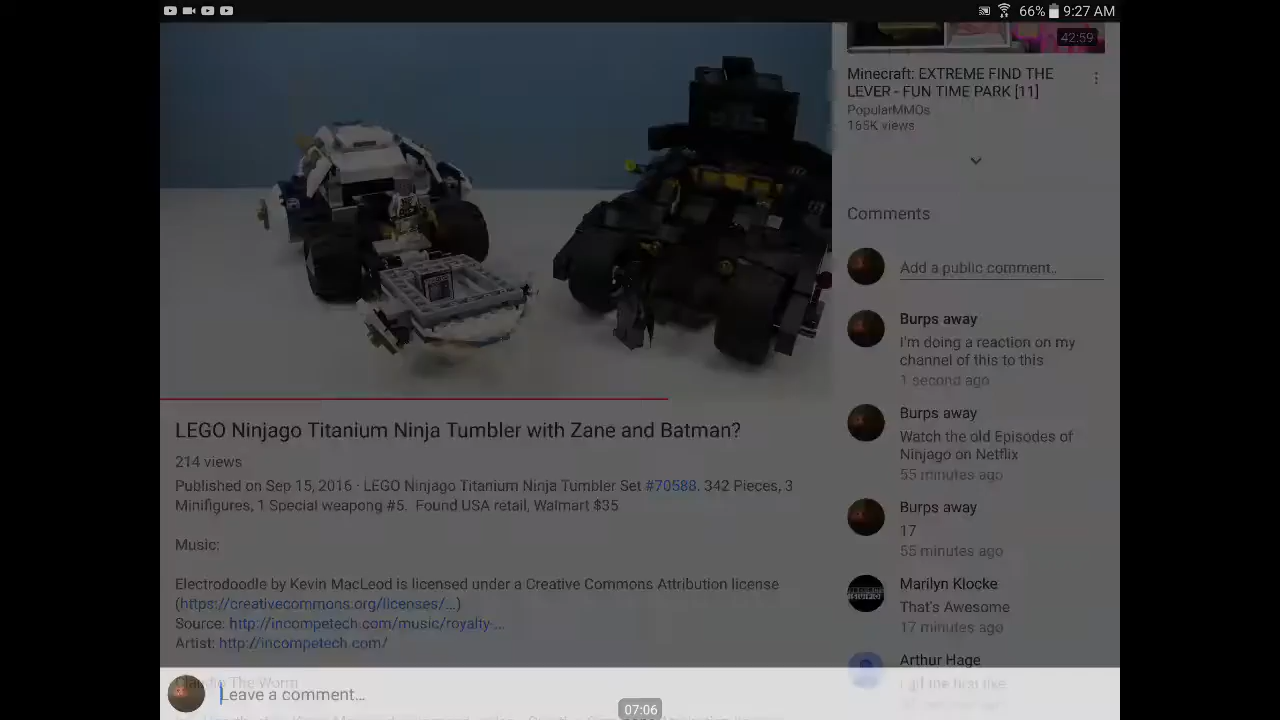 66% 9:27 AM
42:59
Minecraft: EXTREME FIND THE
LEVER - FUN TIME PARK [11]
PopularMMOs
165K views
Comments
Add a public comment..
Burps away
I'm doing a reaction on my
channel of this to this
1 second ago
Burps away
Watch the old Episodes of
Ninjago on Netflix
55 minutes ago
Burps away
17
55 minutes ago
Marilyn Klocke
That's Awesome
17 minutes ago
Arthur Hage
LEGO Ninjago Titanium Ninja Tumbler with Zane and Batman?
214 views
Published on Sep 15, 2016 · LEGO Ninjago Titanium Ninja Tumbler Set #70588. 342 Pieces, 3
Minifigures, 1 Special weapong #5. Found USA retail, Walmart $35
Music:
Electrodoodle by Kevin MacLeod is licensed under a Creative Commons Attribution license
(https://creativecommons.org/licenses/...)
Source: http://incompetech.com/music/royalty-...
Artist: http://incompetech.com/
The Worm
Leave a comment...
07:06